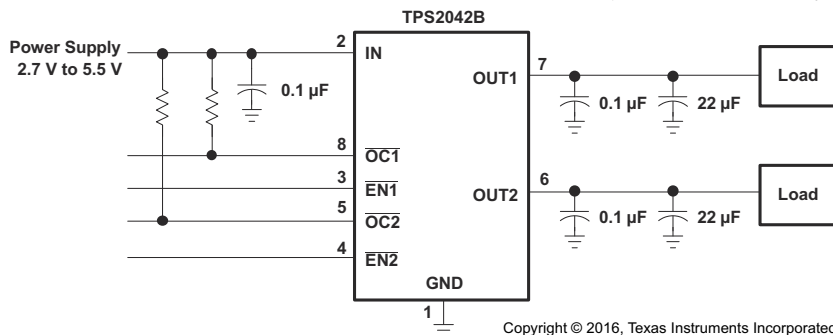 TPS2042B
Power Supply
2.7 V to 5.5 V
2
IN
0.1 µF
7
OUT1
0.1 µF
22 µF
Load
8
OC1
3
EN1
5
OC2
4
EN2
6
OUT2
0.1 µF
22 µF
Load
GND
1
Copyright © 2016, Texas Instruments Incorporated